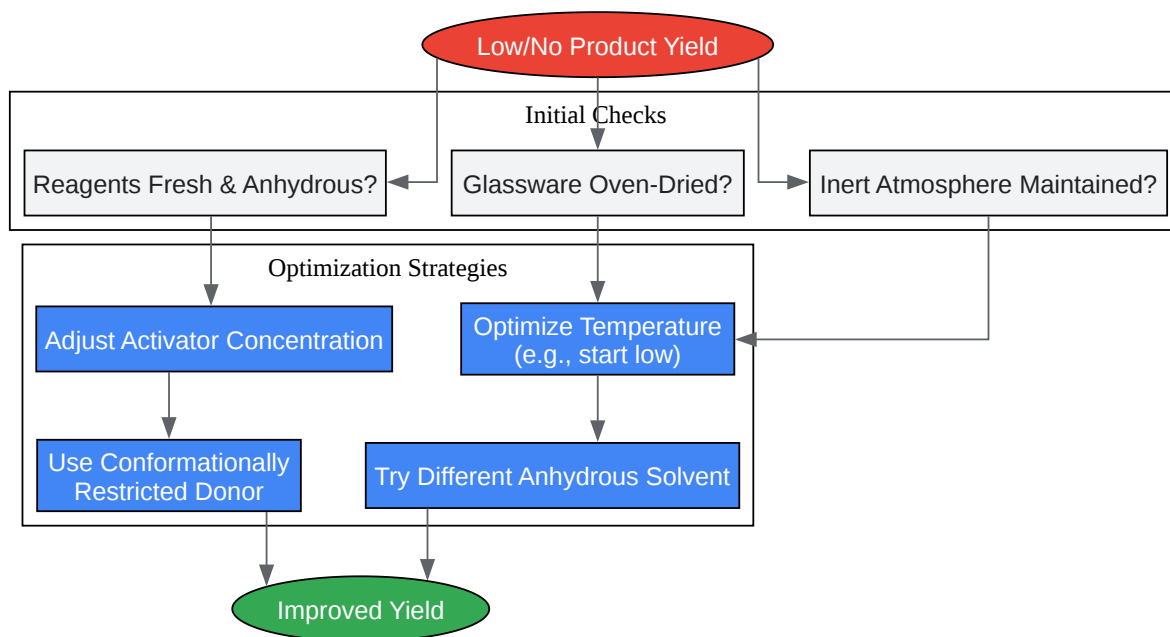 Low/No Product Yield
Initial Checks
Reagents Fresh & Anhydrous?
Glassware Oven-Dried?
Inert Atmosphere Maintained?
Optimization Strategies
Adjust Activator Concentration
Optimize Temperature
(e.g., start low)
Use Conformationally
Restricted Donor
Try Different Anhydrous Solvent
Improved Yield